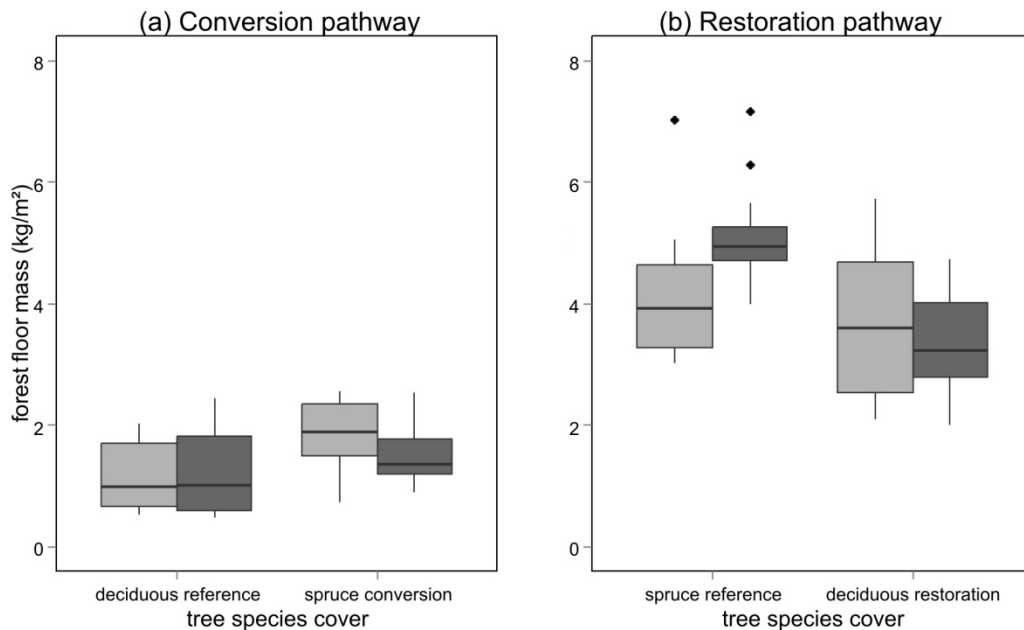 (a) Conversion pathway
(b) Restoration pathway
forest floor mass (kg/m²)
8
6
4
2
0
8
6
4
2
0
deciduous reference
spruce conversion
spruce reference
deciduous restoration
tree species cover
tree species cover